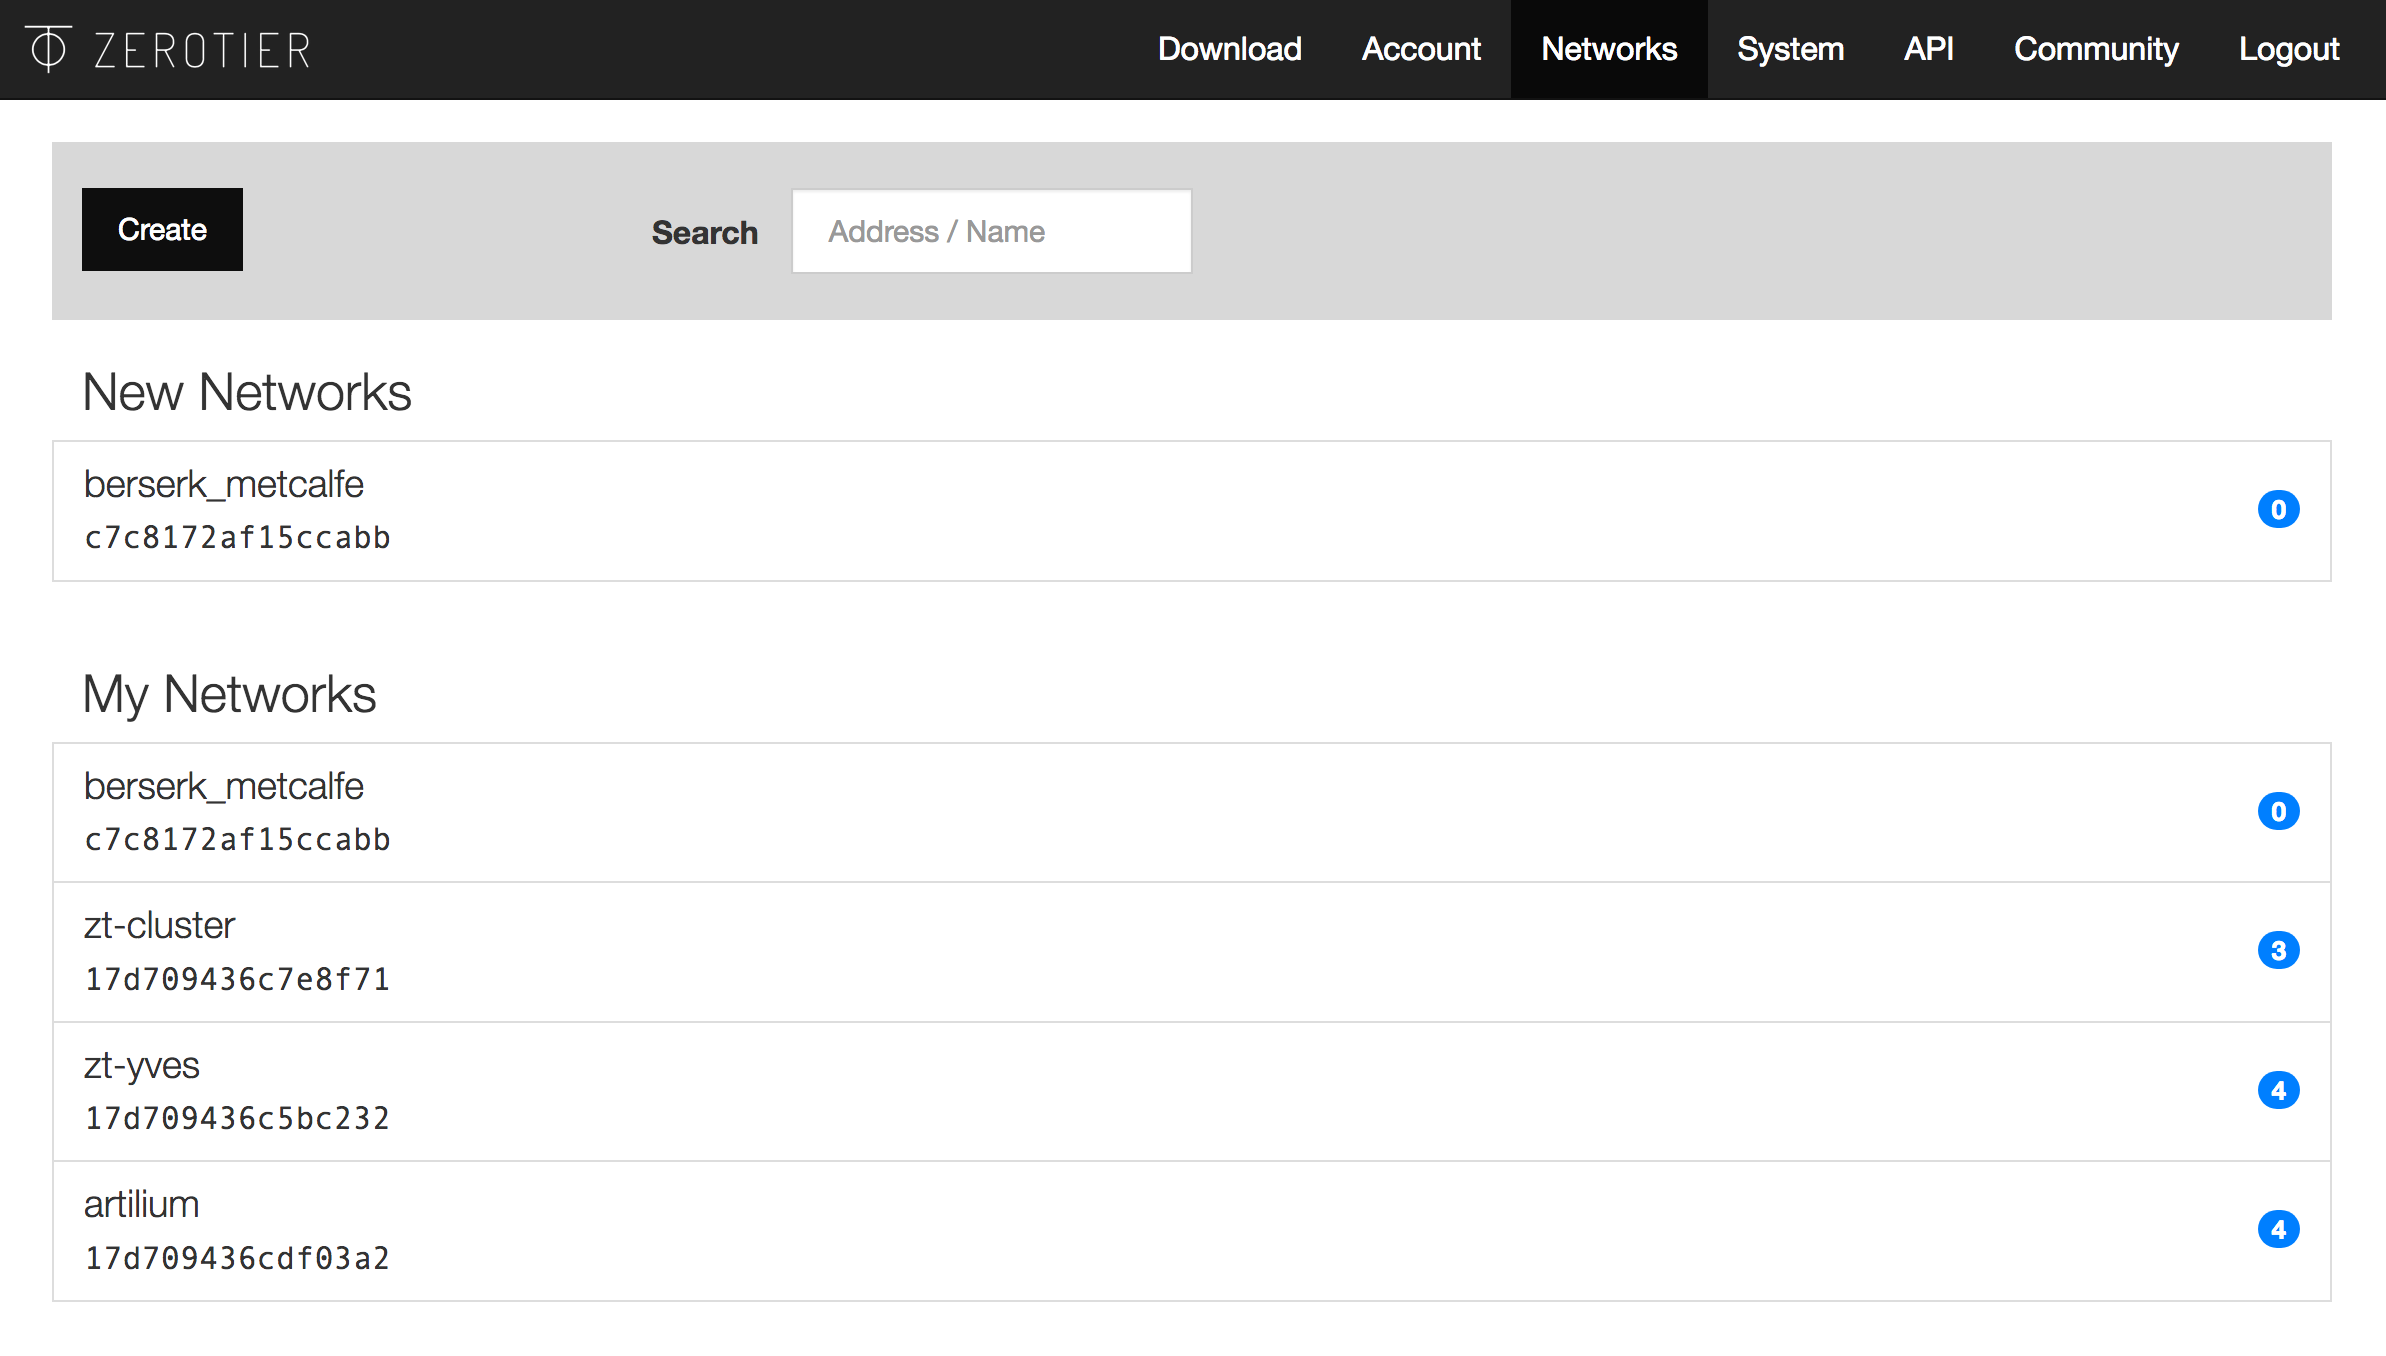 ZEROTIER Download Account Networks System API Community Logout
Create Search Address / Name
New Networks
berserk_metcalfe
0
c7c8172af15ccabb
My Networks
berserk_metcalfe
0
c7c8172af15ccabb
zt-cluster
3
17d709436c7e8f71
zt-yves
4
17d709436c5bc232
artilium
4
17d709436cdf03a2